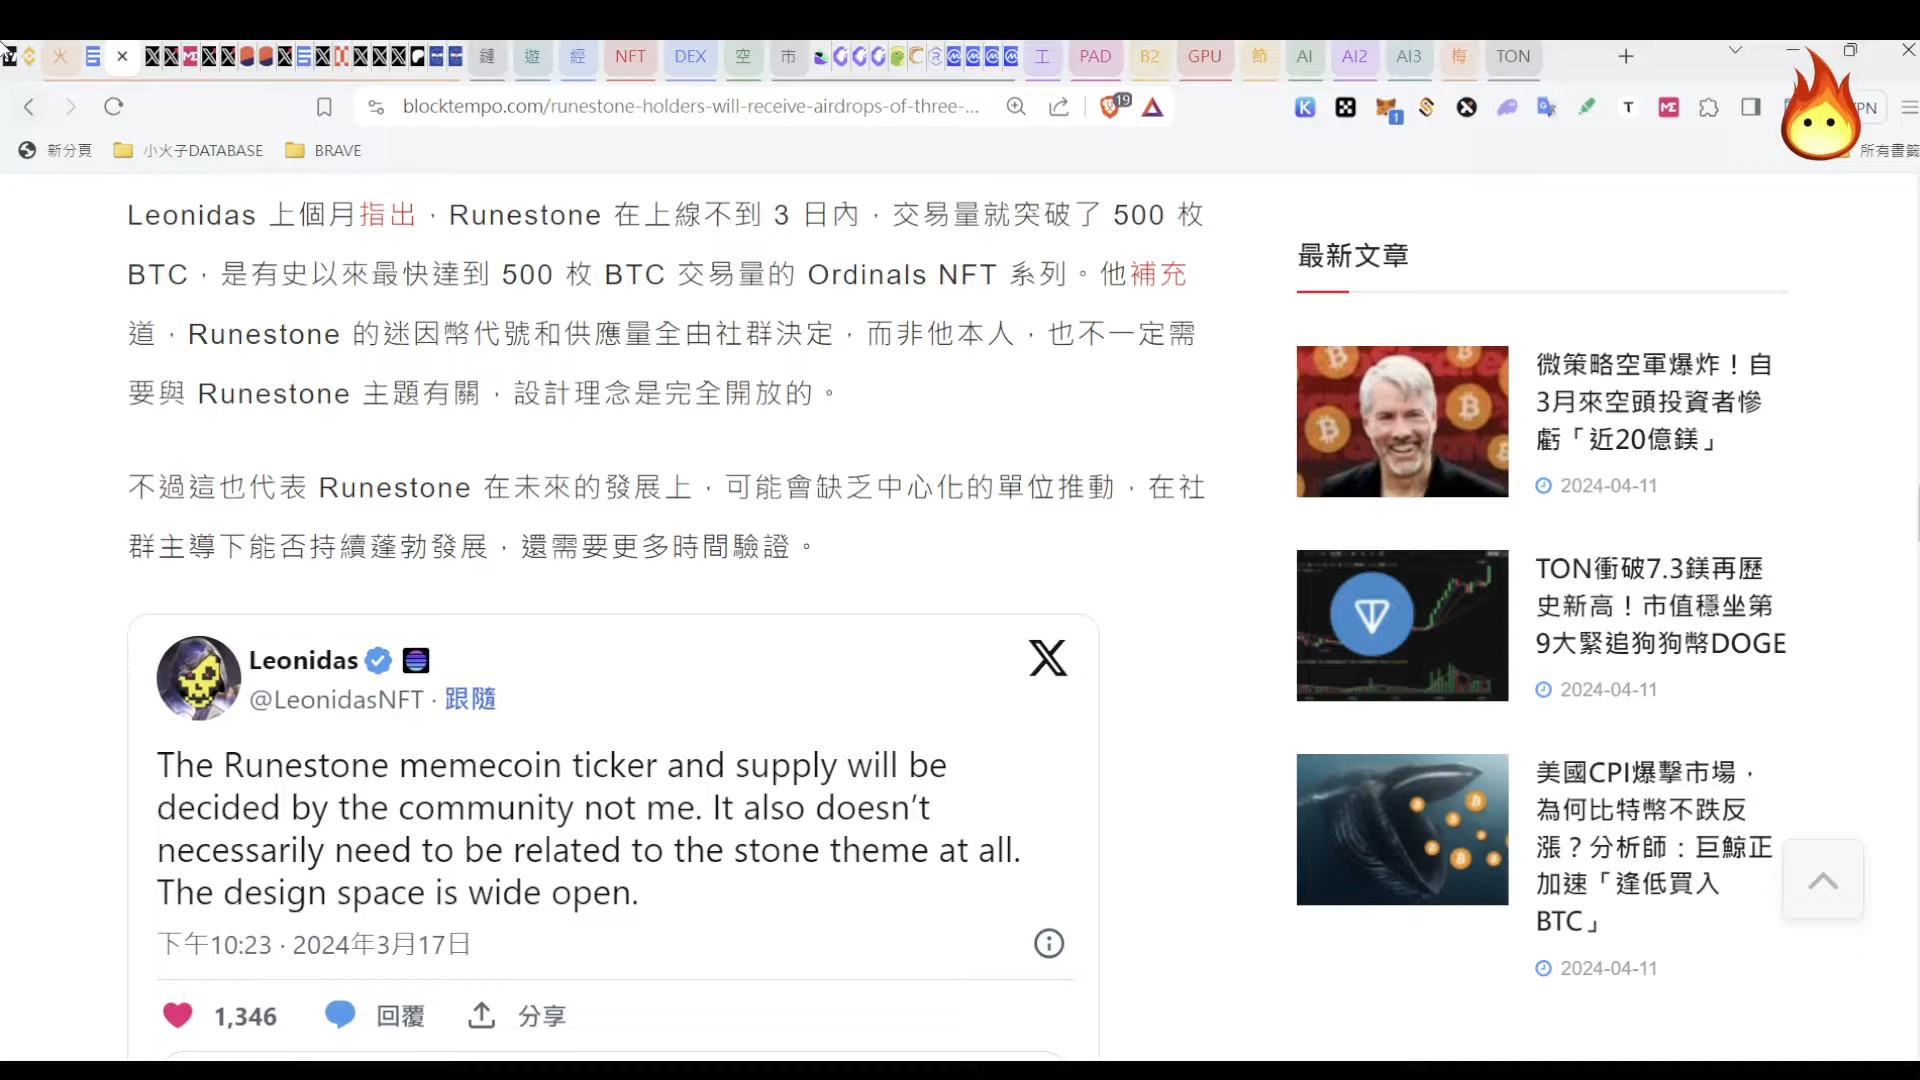 鏈
遊
經
NFT
DEX
空
市
工
PAD
B2
GPU
節
AI
AI2
AI3
梅
TON
blocktempo.com/runestone-holders-will-receive-airdrops-of-three-...
19
1
新分頁
小火子DATABASE
BRAVE
所有書籤
Leonidas 上個月指出，Runestone 在上線不到 3 日內，交易量就突破了 500 枚
BTC，是有史以來最快達到 500 枚 BTC 交易量的 Ordinals NFT 系列。他補充
道，Runestone 的迷因幣代號和供應量全由社群決定，而非他本人，也不一定需
要與 Runestone 主題有關，設計理念是完全開放的。
不過這也代表 Runestone 在未來的發展上，可能會缺乏中心化的單位推動，在社
群主導下能否持續蓬勃發展，還需要更多時間驗證。
Leonidas
@LeonidasNFT · 跟隨
The Runestone memecoin ticker and supply will be
decided by the community not me. It also doesn't
necessarily need to be related to the stone theme at all.
The design space is wide open.
下午10:23 · 2024年3月17日
1,346
回覆
分享
最新文章
微策略空軍爆炸！自
3月來空頭投資者慘
虧「近20億鎂」
2024-04-11
TON衝破7.3鎂再歷
史新高！市值穩坐第
9大緊追狗狗幣DOGE
2024-04-11
美國CPI爆擊市場，
為何比特幣不跌反
漲？分析師：巨鯨正
加速「逢低買入
BTC」
2024-04-11